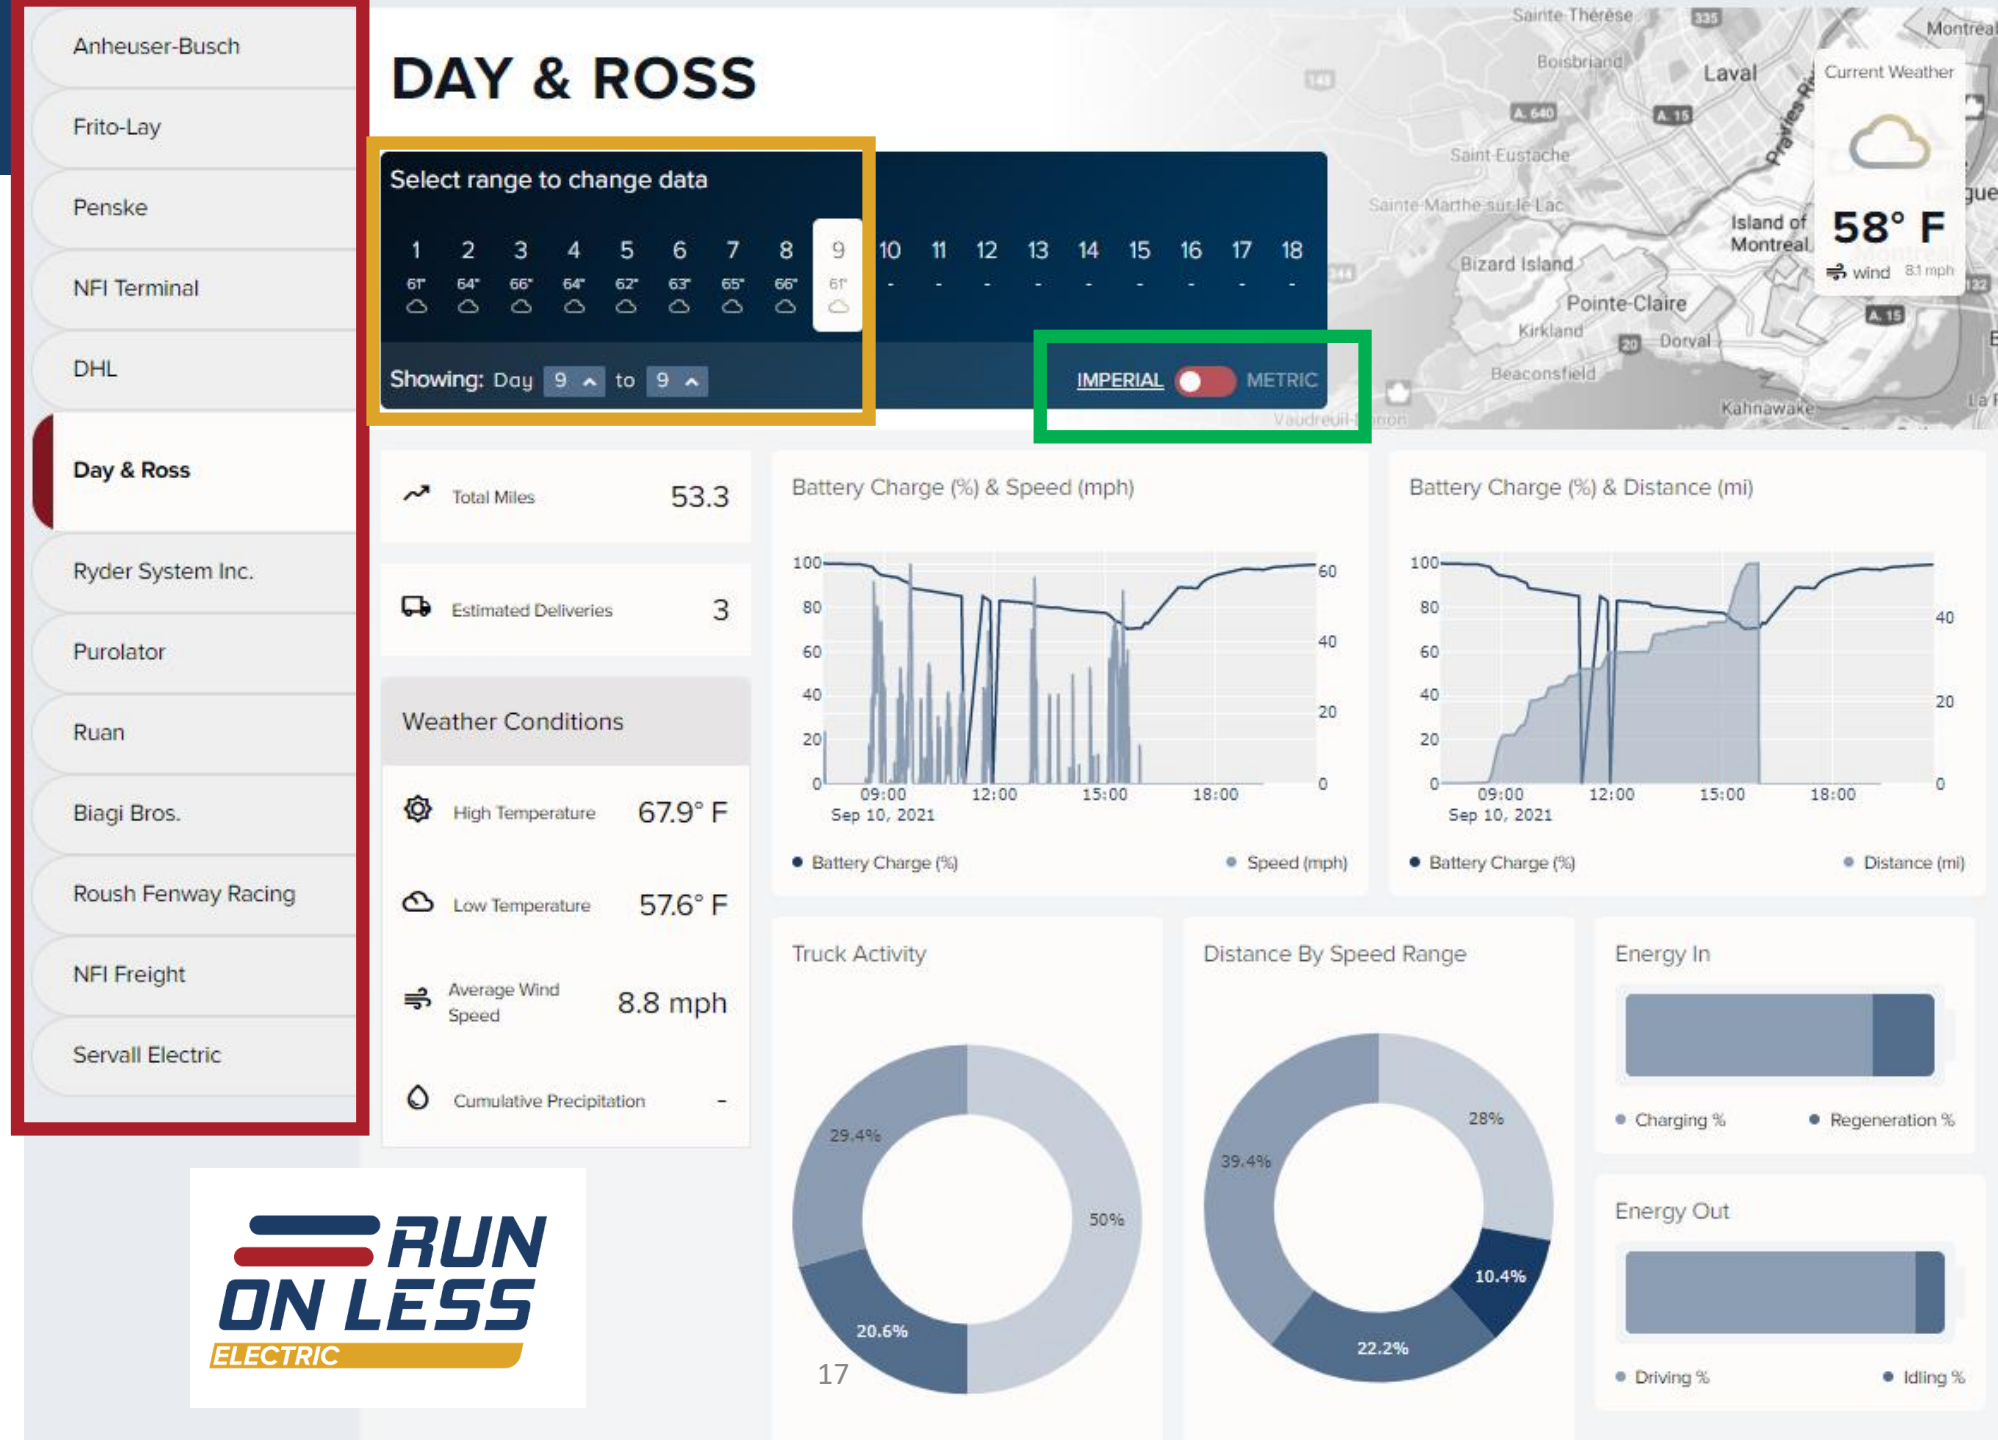 Anheuser-Busch
Frito-Lay
Penske
NFI Terminal
DHL
Day & Ross
Ryder System Inc.
Purolator
Ruan
Biagi Bros.
Roush Fenway Racing
NFI Freight
Servall Electric
DAY & ROSS
Select range to change data
1 2 3 4 5 6 7 8 9 10 11 12 13 14 15 16 17 18
61° 64° 66° 64° 62° 63° 65° 66° 61° - - - - - - - - -
Showing: Day 9 to 9
IMPERIAL METRIC
Sainte-Thérèse
335
Montréal
Boisbriand
Laval
148
A. 640
A. 15
Prairies
Saint-Eustache
Sainte-Marthe-sur-le-Lac
Island of
Montreal
Bizard Island
344
Pointe-Claire
Kirkland
20
Dorval
Beaconsfield
Kahnawake
A. 15
132
Current Weather
58° F
wind 8.1 mph
Total Miles 53.3
Estimated Deliveries 3
Weather Conditions
High Temperature 67.9° F
Low Temperature 57.6° F
Average Wind
Speed
8.8 mph
Cumulative Precipitation -
Battery Charge (%) & Speed (mph)
100
80
60
40
20
0
60
40
20
0
09:00 12:00 15:00 18:00
Sep 10, 2021
Battery Charge (%) Speed (mph)
Battery Charge (%) & Distance (mi)
100
80
60
40
20
0
40
20
0
09:00 12:00 15:00 18:00
Sep 10, 2021
Battery Charge (%) Distance (mi)
Truck Activity
29.4%
50%
20.6%
Distance By Speed Range
28%
39.4%
10.4%
22.2%
Energy In
Charging % Regeneration %
Energy Out
Driving % Idling %
RUN
ON LESS
ELECTRIC
17